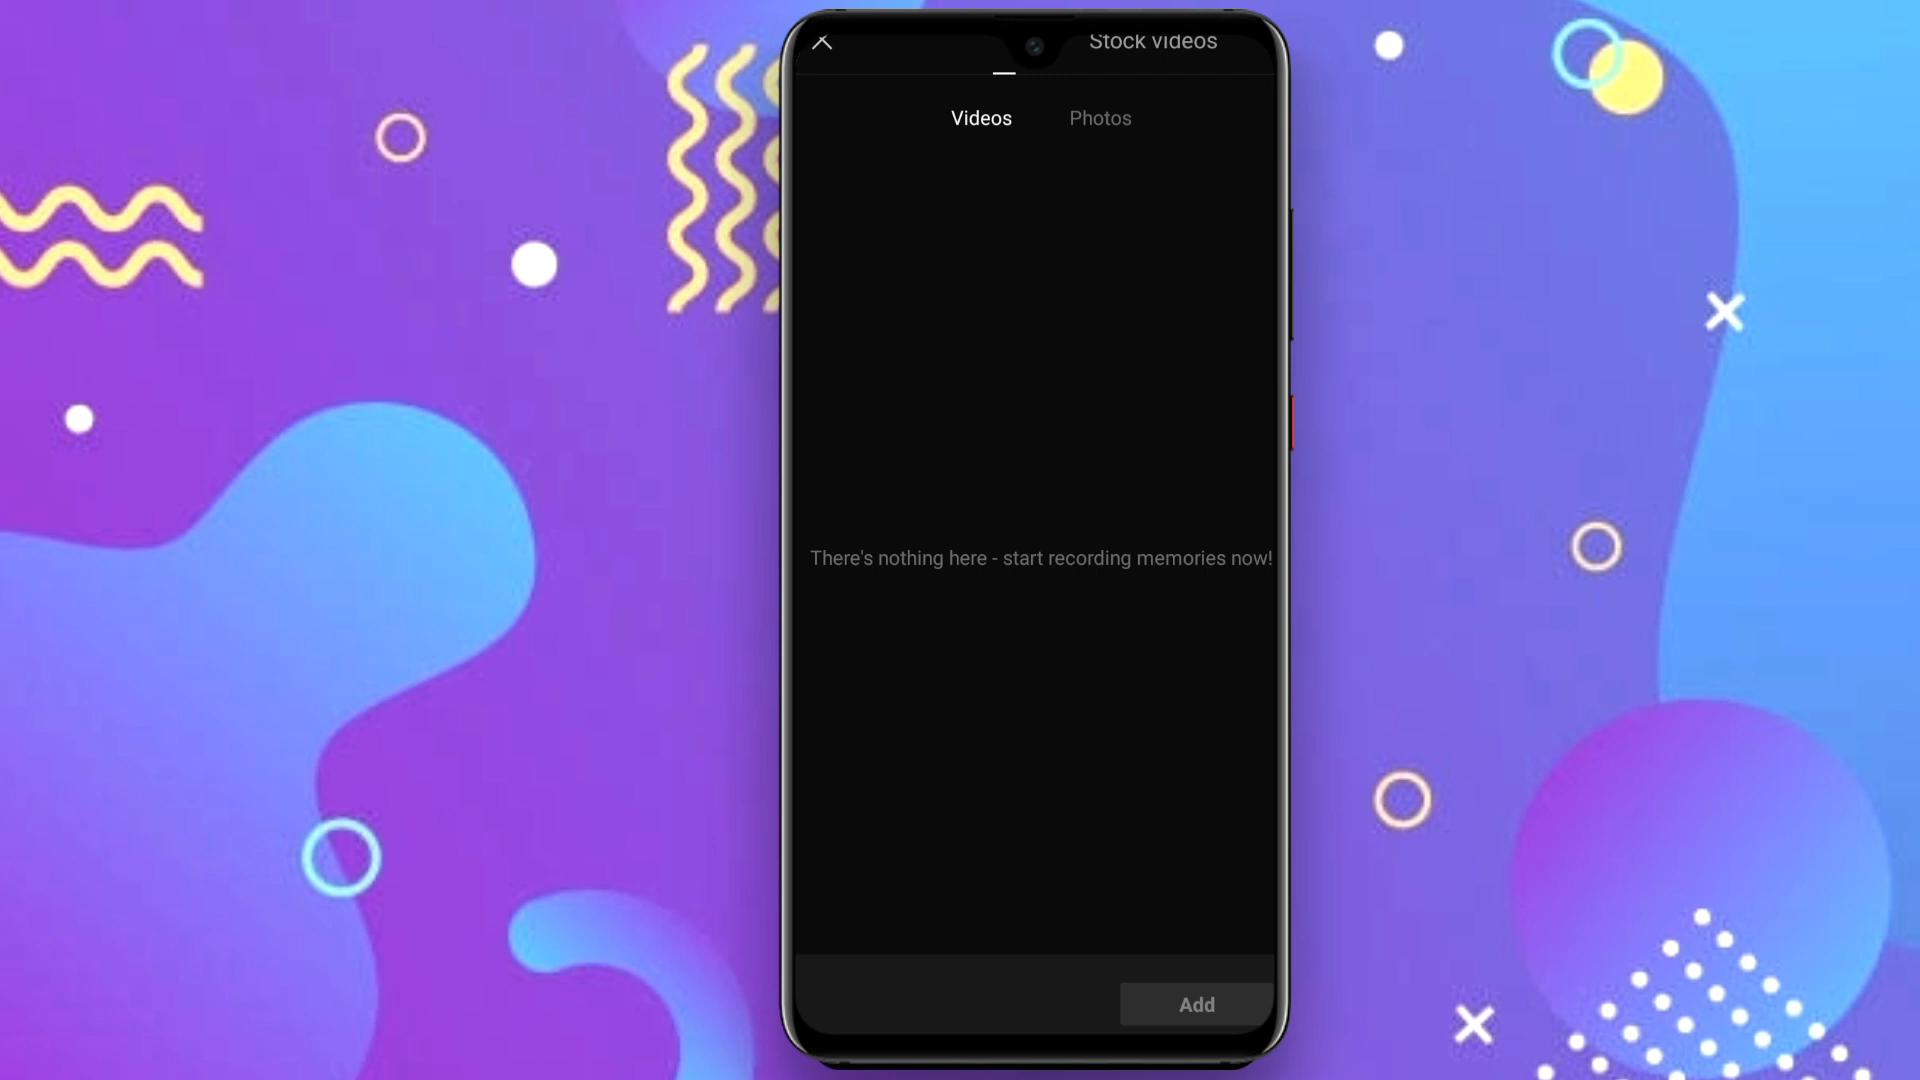 Stock videos
Videos Photos
There's nothing here - start recording memories now!
Add